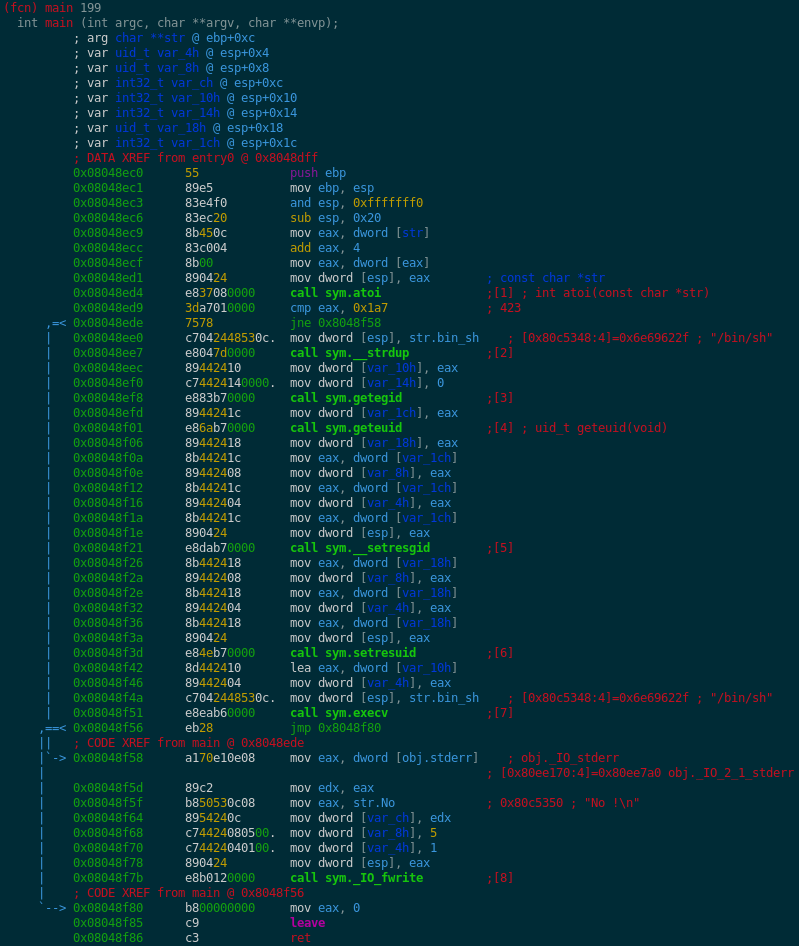 (fcn) main 199
int main (int argc, char **argv, char **envp);
; arg char **str @ ebp+0xc
; var uid_t var_4h @ esp+0x4
; var uid_t var_8h @ esp+0x8
; var int32_t var_ch @ esp+0xc
; var int32_t var_10h @ esp+0x10
; var int32_t var_14h @ esp+0x14
; var uid_t var_18h @ esp+0x18
; var int32_t var_1ch @ esp+0x1c
; DATA XREF from entry0 @ 0x8048dff
0x08048ec0 55 push ebp
0x08048ec1 89e5 mov ebp, esp
0x08048ec3 83e4f0 and esp, 0xfffffff0
0x08048ec6 83ec20 sub esp, 0x20
0x08048ec9 8b450c mov eax, dword [str]
0x08048ecc 83c004 add eax, 4
0x08048ecf 8b00 mov eax, dword [eax]
0x08048ed1 890424 mov dword [esp], eax ; const char *str
0x08048ed4 e837080000 call sym.atoi ;[1] ; int atoi(const char *str)
0x08048ed9 3da7010000 cmp eax, 0x1a7 ; 423
,=< 0x08048ede 7578 jne 0x8048f58
| 0x08048ee0 c7042448530c. mov dword [esp], str.bin_sh ; [0x80c5348:4]=0x6e69622f ; "/bin/sh"
| 0x08048ee7 e8047d0000 call sym.__strdup ;[2]
| 0x08048eec 89442410 mov dword [var_10h], eax
| 0x08048ef0 c74424140000. mov dword [var_14h], 0
| 0x08048ef8 e883b70000 call sym.getegid ;[3]
| 0x08048efd 8944241c mov dword [var_1ch], eax
| 0x08048f01 e86ab70000 call sym.geteuid ;[4] ; uid_t geteuid(void)
| 0x08048f06 89442418 mov dword [var_18h], eax
| 0x08048f0a 8b44241c mov eax, dword [var_1ch]
| 0x08048f0e 89442408 mov dword [var_8h], eax
| 0x08048f12 8b44241c mov eax, dword [var_1ch]
| 0x08048f16 89442404 mov dword [var_4h], eax
| 0x08048f1a 8b44241c mov eax, dword [var_1ch]
| 0x08048f1e 890424 mov dword [esp], eax
| 0x08048f21 e8dab70000 call sym.__setresgid ;[5]
| 0x08048f26 8b442418 mov eax, dword [var_18h]
| 0x08048f2a 89442408 mov dword [var_8h], eax
| 0x08048f2e 8b442418 mov eax, dword [var_18h]
| 0x08048f32 89442404 mov dword [var_4h], eax
| 0x08048f36 8b442418 mov eax, dword [var_18h]
| 0x08048f3a 890424 mov dword [esp], eax
| 0x08048f3d e84eb70000 call sym.setresuid ;[6]
| 0x08048f42 8d442410 lea eax, dword [var_10h]
| 0x08048f46 89442404 mov dword [var_4h], eax
| 0x08048f4a c7042448530c. mov dword [esp], str.bin_sh ; [0x80c5348:4]=0x6e69622f ; "/bin/sh"
| 0x08048f51 e8eab60000 call sym.execv ;[7]
,==< 0x08048f56 eb28 jmp 0x8048f80
|| ; CODE XREF from main @ 0x8048ede
|`-> 0x08048f58 a170e10e08 mov eax, dword [obj.stderr] ; obj._IO_stderr
| ; [0x80ee170:4]=0x80ee7a0 obj._IO_2_1_stderr
| 0x08048f5d 89c2 mov edx, eax
| 0x08048f5f b850530c08 mov eax, str.No ; 0x80c5350 ; "No !\n"
| 0x08048f64 8954240c mov dword [var_ch], edx
| 0x08048f68 c74424080500. mov dword [var_8h], 5
| 0x08048f70 c74424040100. mov dword [var_4h], 1
| 0x08048f78 890424 mov dword [esp], eax
| 0x08048f7b e8b0120000 call sym._IO_fwrite ;[8]
| ; CODE XREF from main @ 0x8048f56
`--> 0x08048f80 b800000000 mov eax, 0
0x08048f85 c9 leave
0x08048f86 c3 ret